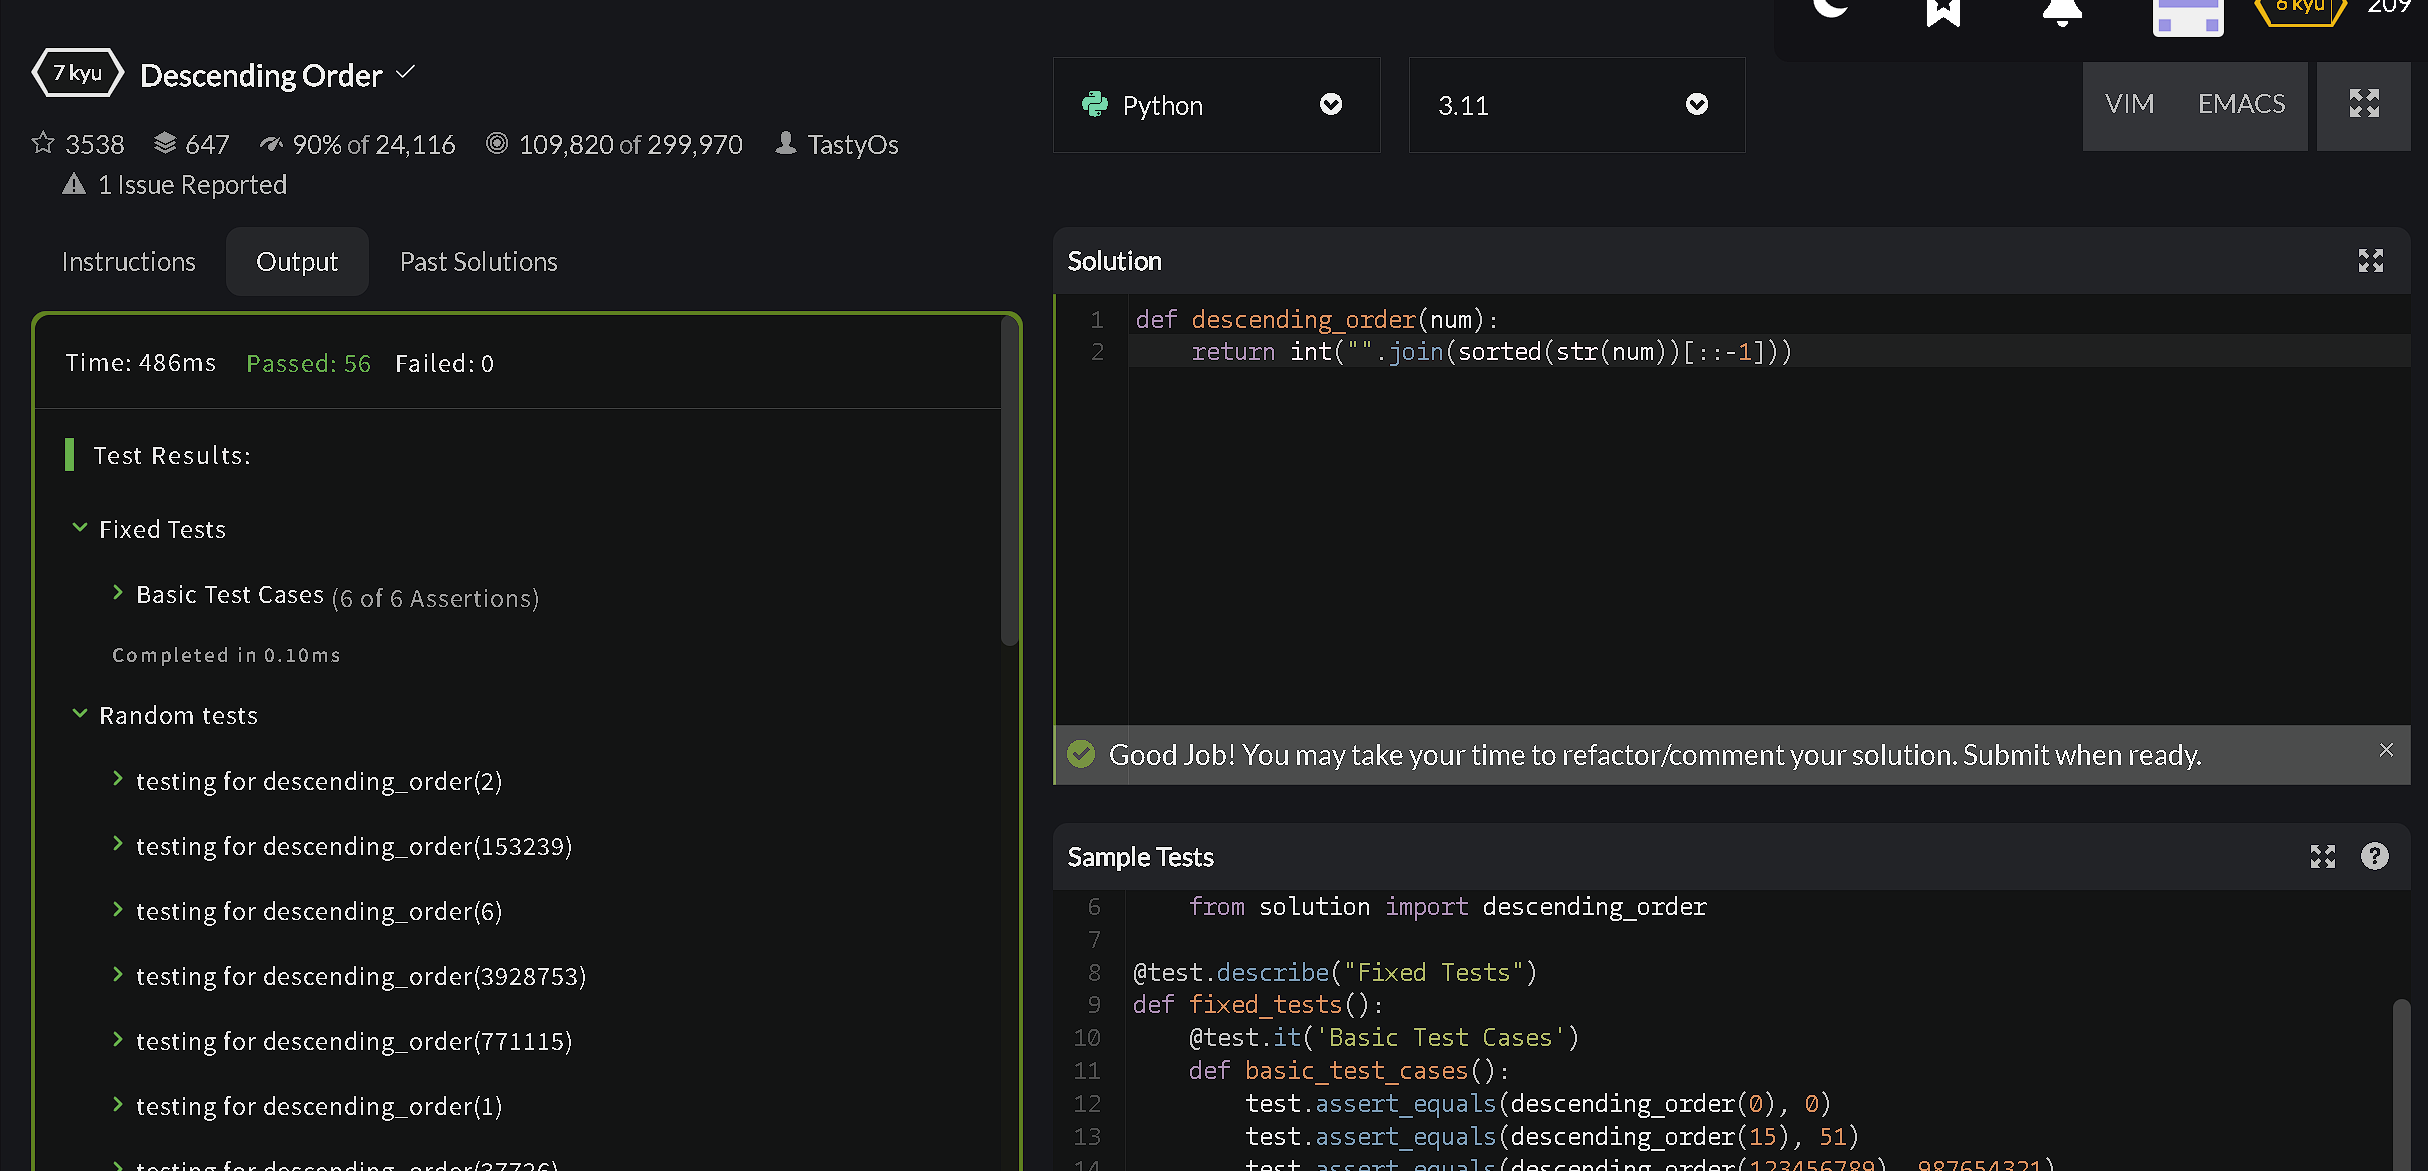 6 kyu 209
7 kyu Descending Order
Python 3.11 VIM EMACS
3538 647 90% of 24,116 109,820 of 299,970 TastyOs
1 Issue Reported
Instructions Output Past Solutions
Time: 486ms Passed: 56 Failed: 0
Test Results:
Fixed Tests
Basic Test Cases (6 of 6 Assertions)
Completed in 0.10ms
Random tests
testing for descending_order(2)
testing for descending_order(153239)
testing for descending_order(6)
testing for descending_order(3928753)
testing for descending_order(771115)
testing for descending_order(1)
testing for descending_order(37726)
Solution
1 def descending_order(num):
2     return int("".join(sorted(str(num))[::-1]))
Good Job! You may take your time to refactor/comment your solution. Submit when ready.
Sample Tests
6     from solution import descending_order
7
8 @test.describe("Fixed Tests")
9 def fixed_tests():
10     @test.it('Basic Test Cases')
11     def basic_test_cases():
12         test.assert_equals(descending_order(0), 0)
13         test.assert_equals(descending_order(15), 51)
14         test.assert_equals(descending_order(123456789), 987654321)